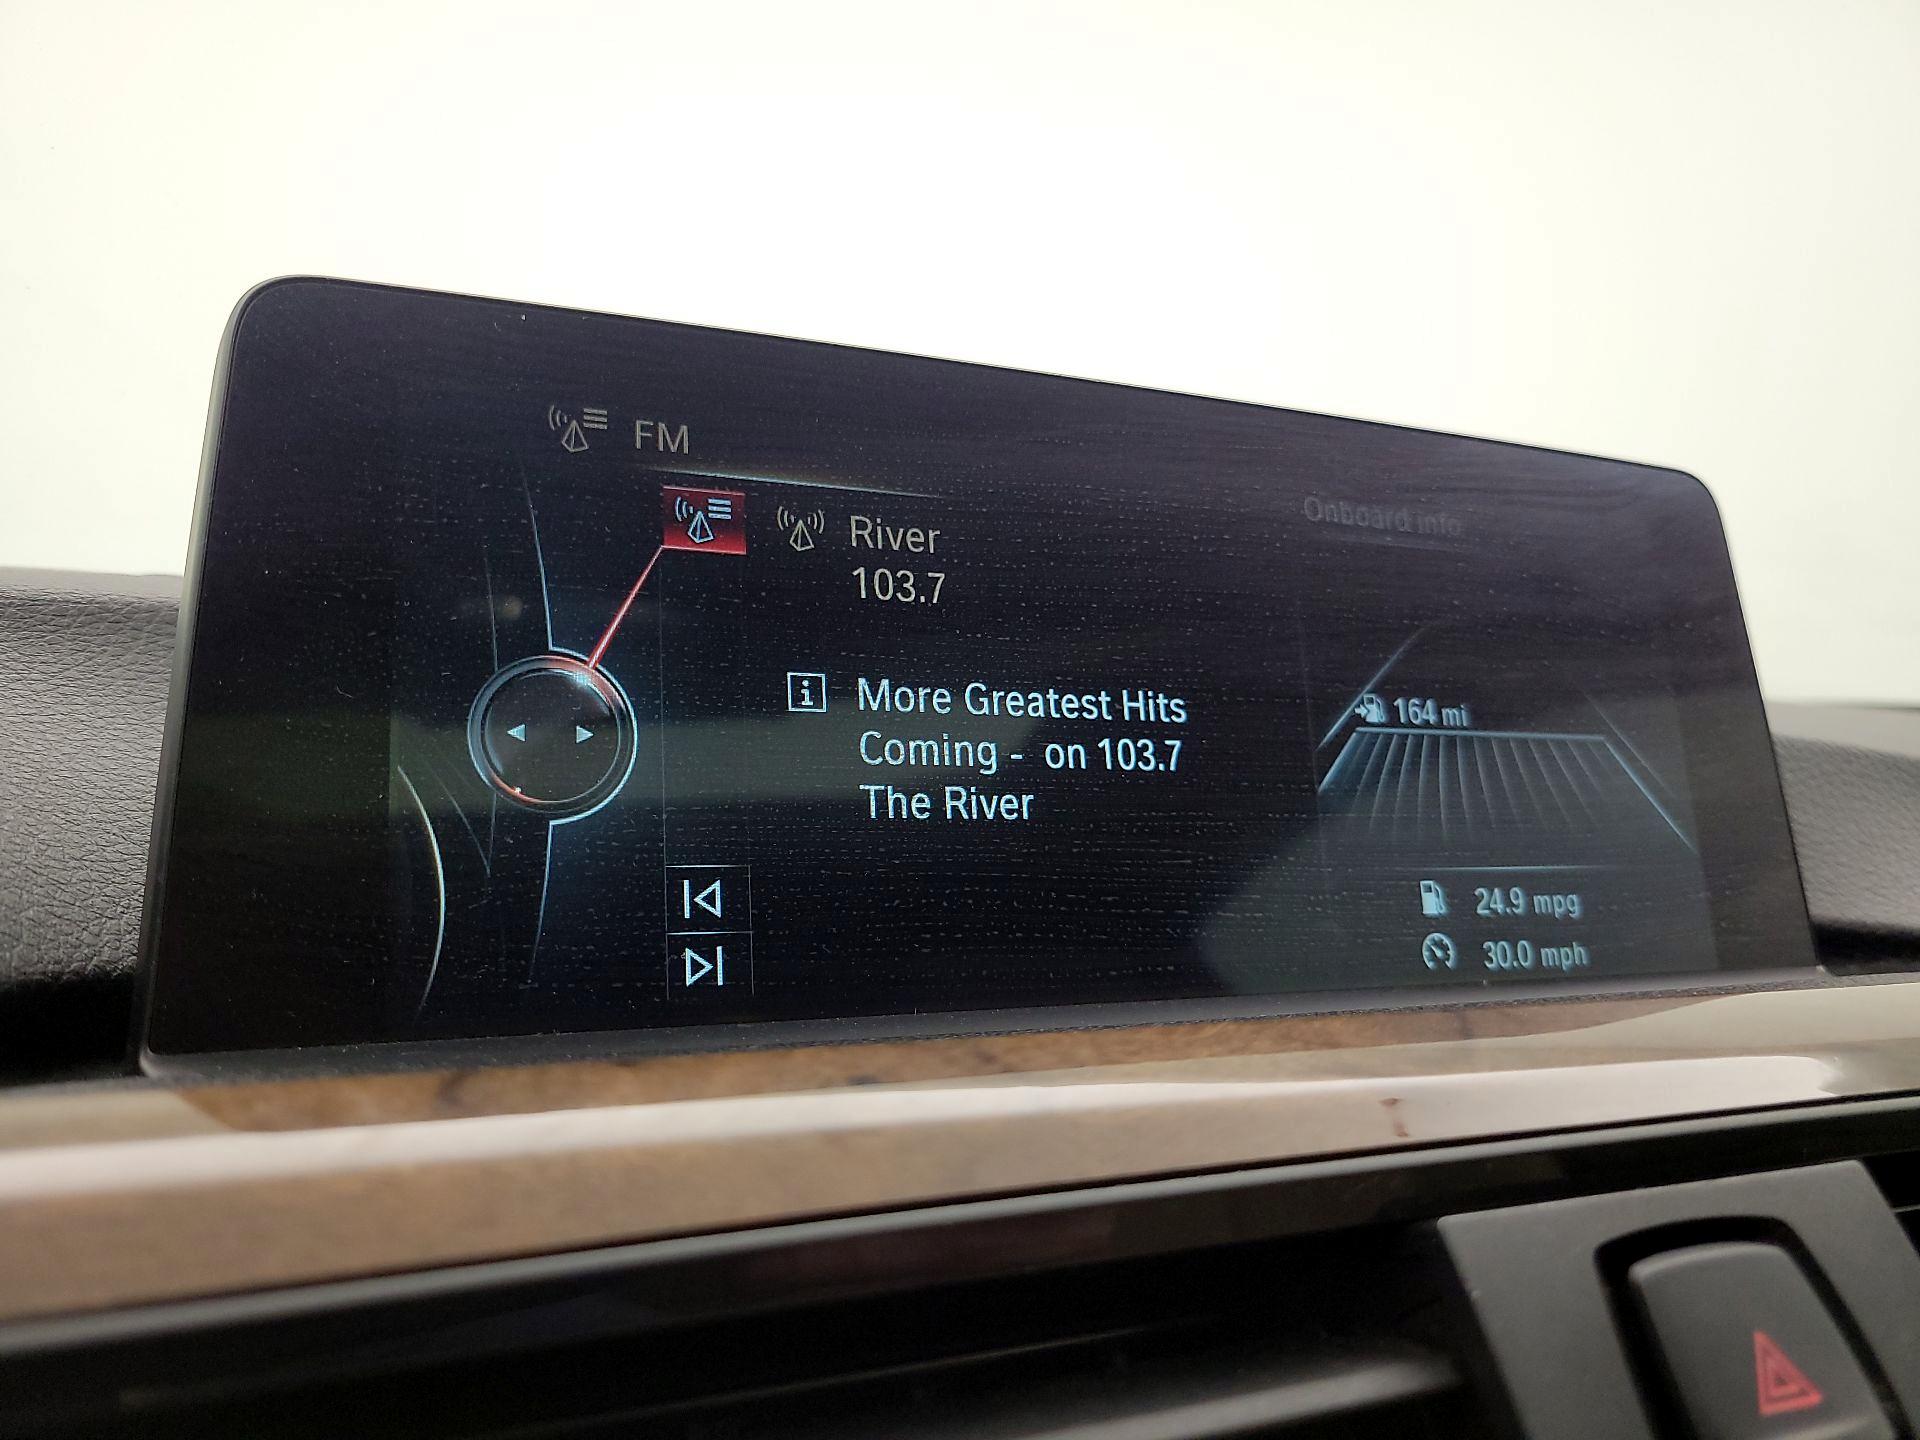 FM
River
103.7
Onboard info
More Greatest Hits
Coming -  on 103.7
The River
164 mi
24.9 mpg
30.0 mph